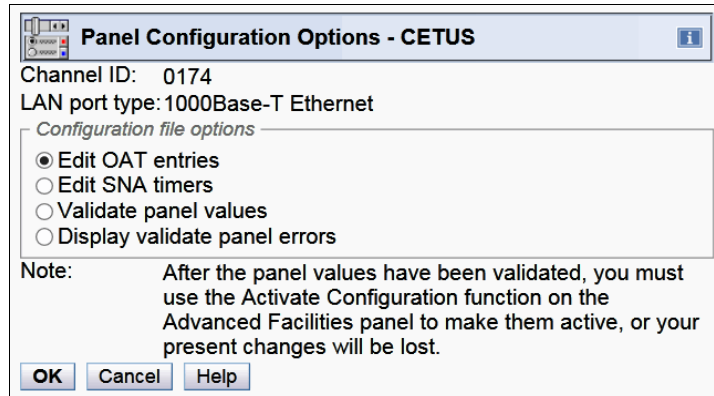 Panel Configuration Options - CETUS
i
Channel ID: 0174
LAN port type: 1000Base-T Ethernet
Configuration file options
Edit OAT entries
Edit SNA timers
Validate panel values
Display validate panel errors
Note: After the panel values have been validated, you must
use the Activate Configuration function on the
Advanced Facilities panel to make them active, or your
present changes will be lost.
OK Cancel Help